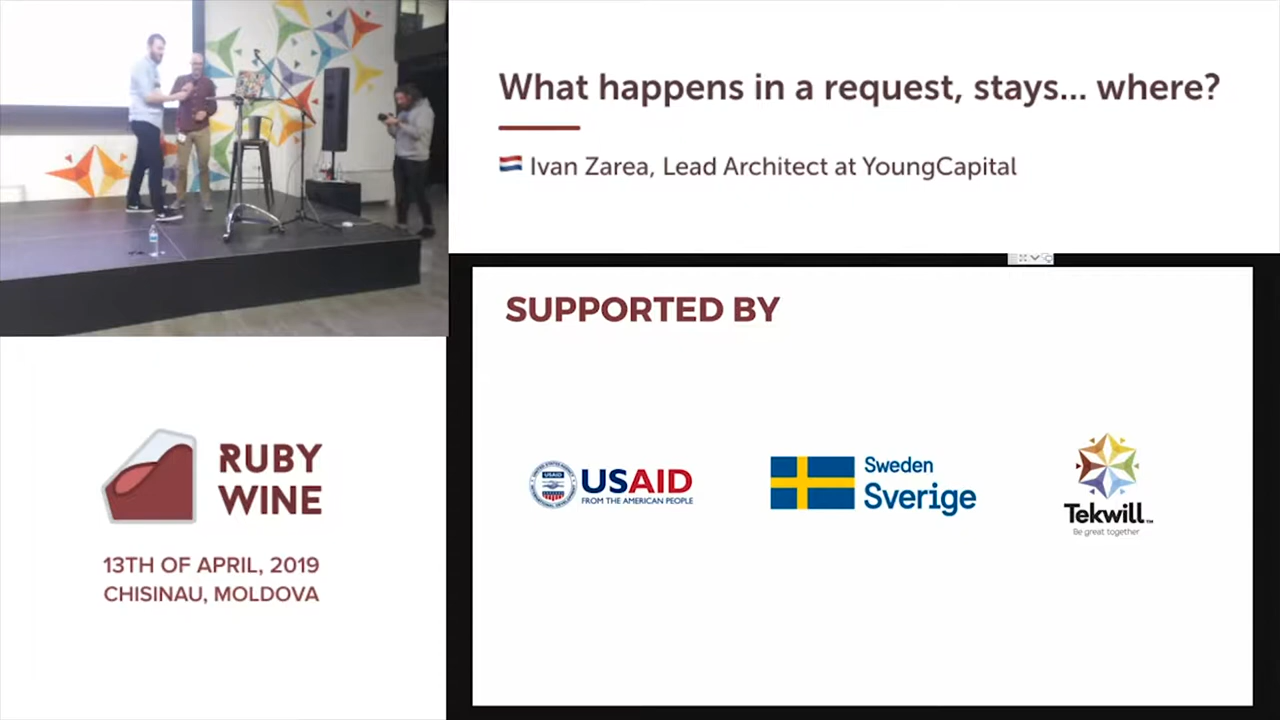 What happens in a request, stays... where?
Ivan Zarea, Lead Architect at YoungCapital
SUPPORTED BY
USAID
FROM THE AMERICAN PEOPLE
Sweden
Sverige
Tekwill™
Be great together
RUBY
WINE
13TH OF APRIL, 2019
CHISINAU, MOLDOVA